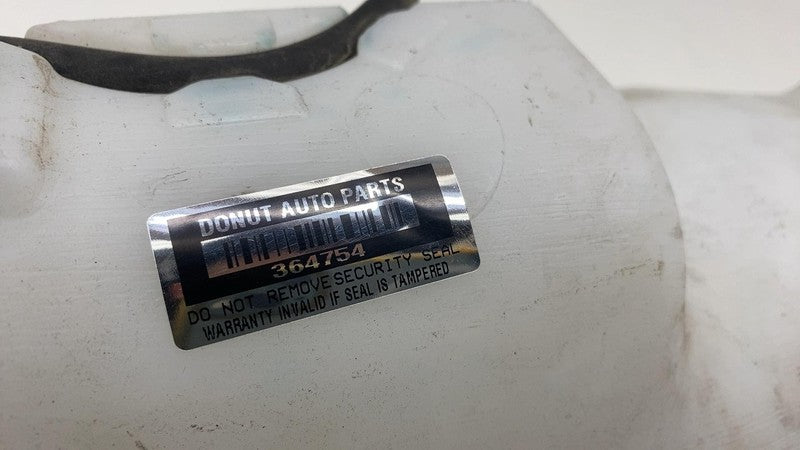 DONUT AUTO PARTS
364754
DO NOT REMOVE SECURITY SEAL
WARRANTY INVALID IF SEAL IS TAMPERED